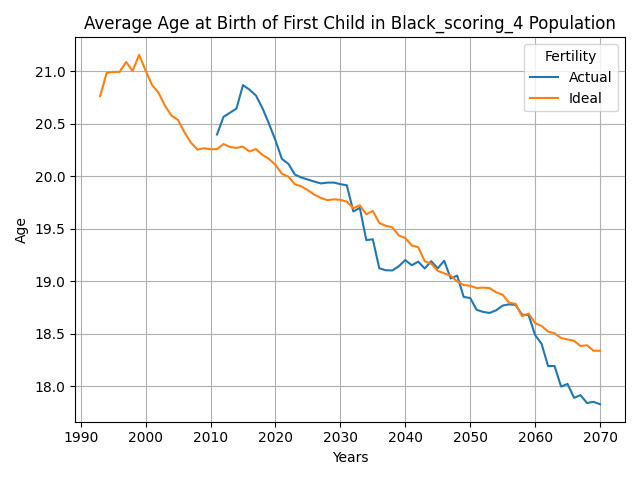 Average Age at Birth of First Child in Black_scoring_4 Population
Fertility
Actual
Ideal
Age
21.0
20.5
20.0
19.5
19.0
18.5
18.0
1990 2000 2010 2020 2030 2040 2050 2060 2070
Years